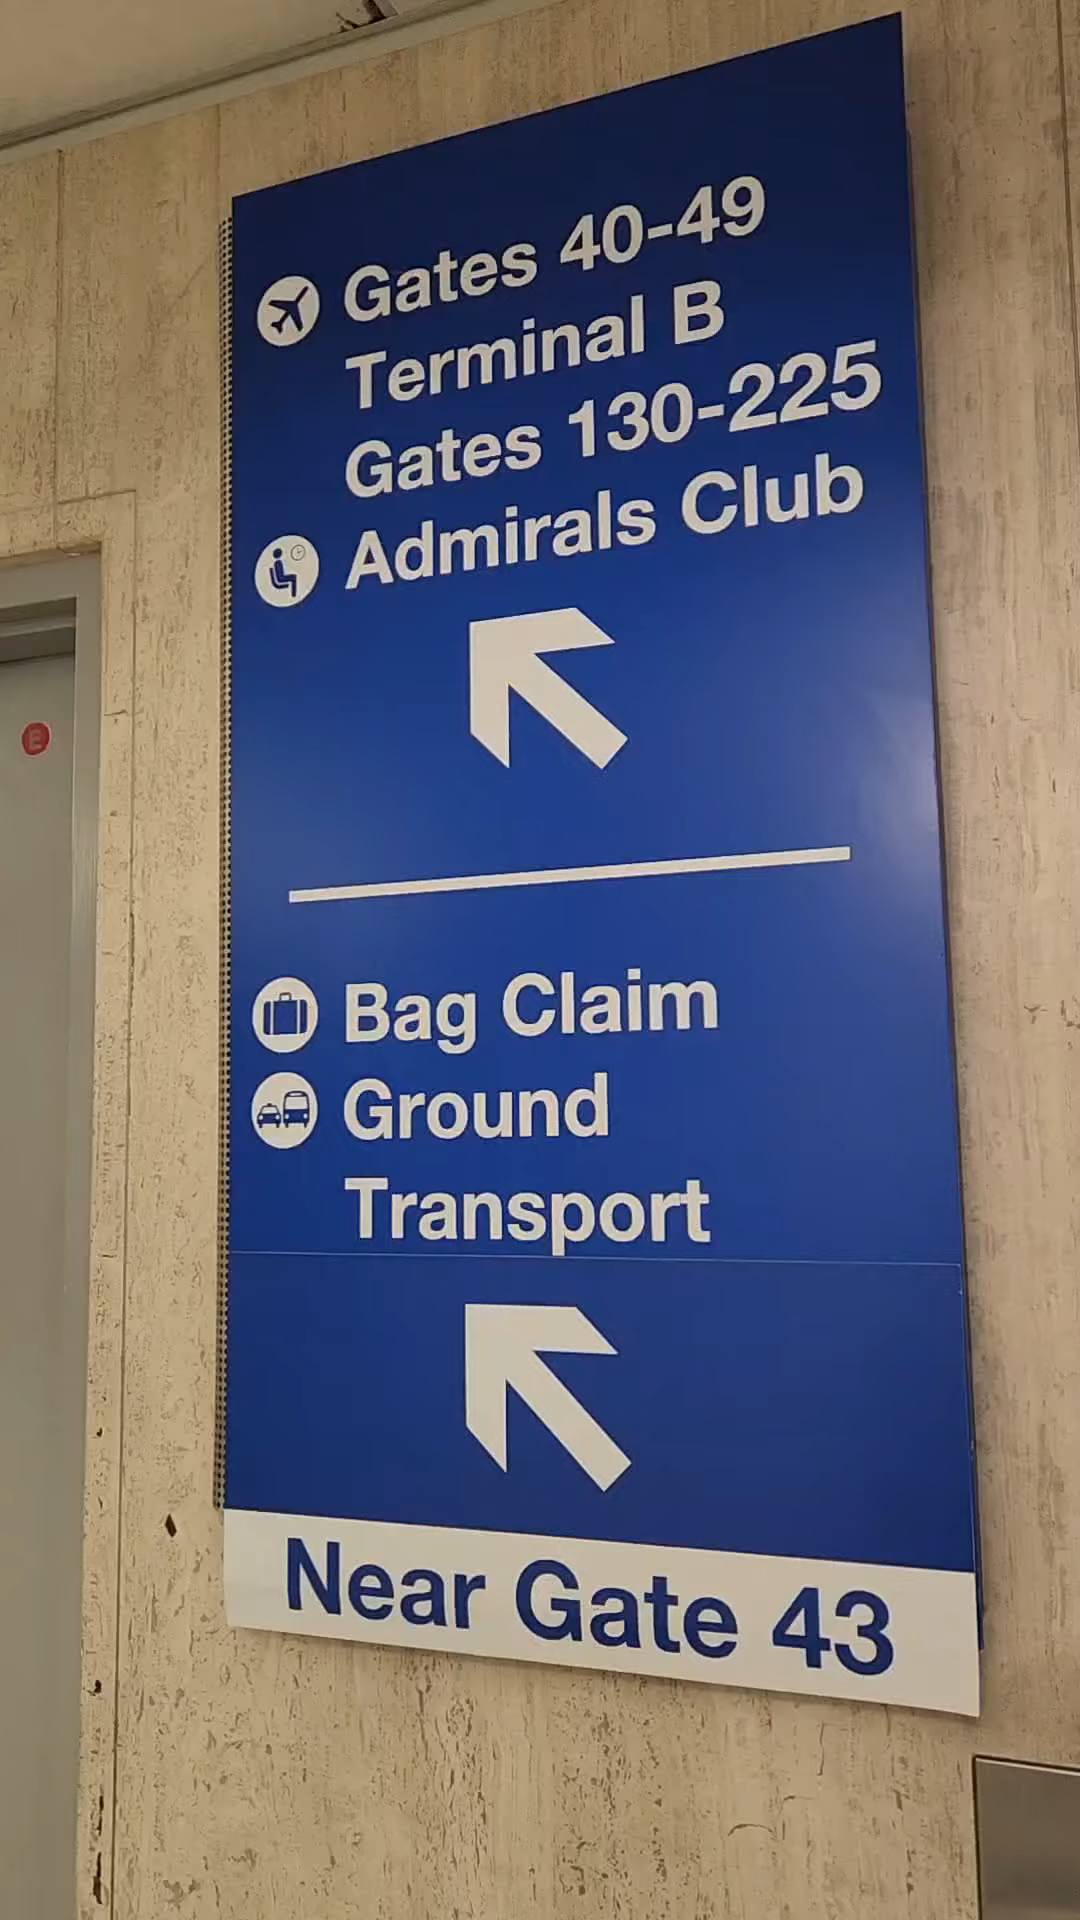 Gates 40-49
Terminal B
Gates 130-225
Admirals Club
E
Bag Claim
Ground
Transport
Near Gate 43